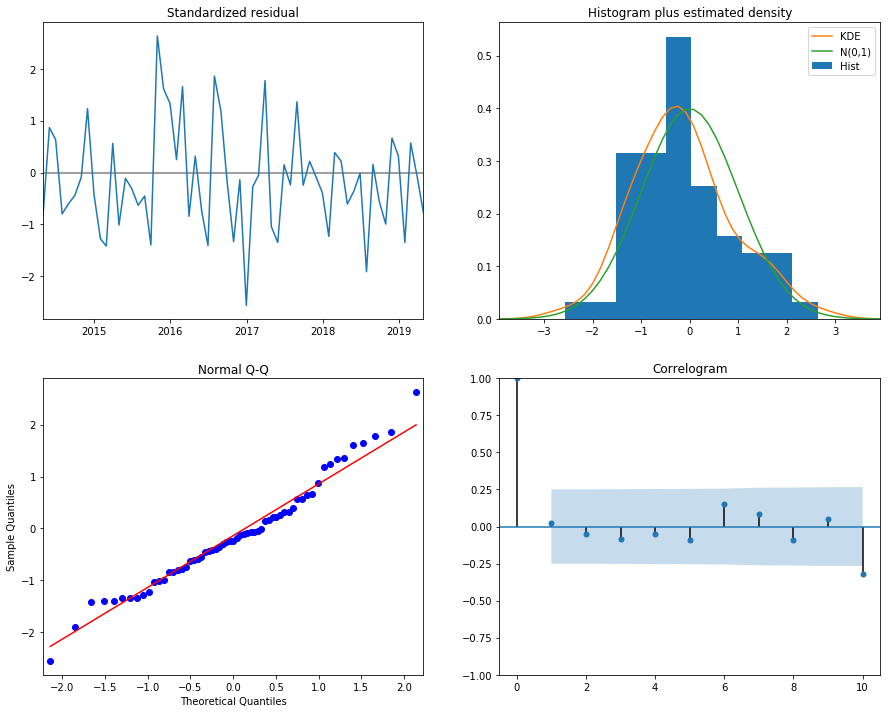 Standardized residual
2
1
0
−1
−2
2015 2016 2017 2018 2019
Histogram plus estimated density
KDE
N(0,1)
Hist
0.5
0.4
0.3
0.2
0.1
0.0
−3 −2 −1 0 1 2 3
Normal Q-Q
Sample Quantiles
2
1
0
−1
−2
−2.0 −1.5 −1.0 −0.5 0.0 0.5 1.0 1.5 2.0
Theoretical Quantiles
Correlogram
1.00
0.75
0.50
0.25
0.00
−0.25
−0.50
−0.75
−1.00
0 2 4 6 8 10